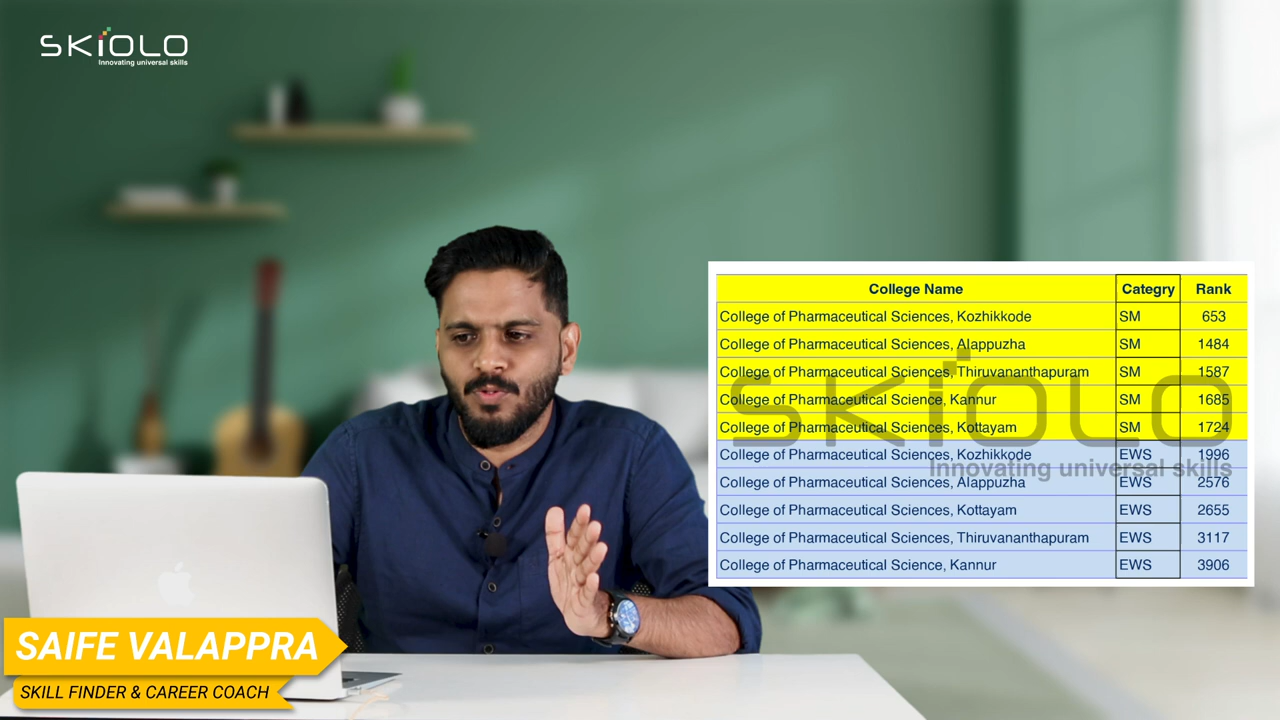 SKiOLO
Innovating universal skills
College Name Categry Rank
College of Pharmaceutical Sciences, Kozhikkode SM 653
College of Pharmaceutical Sciences, Alappuzha SM 1484
College of Pharmaceutical Sciences, Thiruvananthapuram SM 1587
College of Pharmaceutical Science, Kannur SM 1685
College of Pharmaceutical Sciences, Kottayam SM 1724
College of Pharmaceutical Sciences, Kozhikkode EWS 1996
College of Pharmaceutical Sciences, Alappuzha EWS 2576
College of Pharmaceutical Sciences, Kottayam EWS 2655
College of Pharmaceutical Sciences, Thiruvananthapuram EWS 3117
College of Pharmaceutical Science, Kannur EWS 3906
SKiOLO
Innovating universal skills
SAIFE VALAPPRA
SKILL FINDER & CAREER COACH